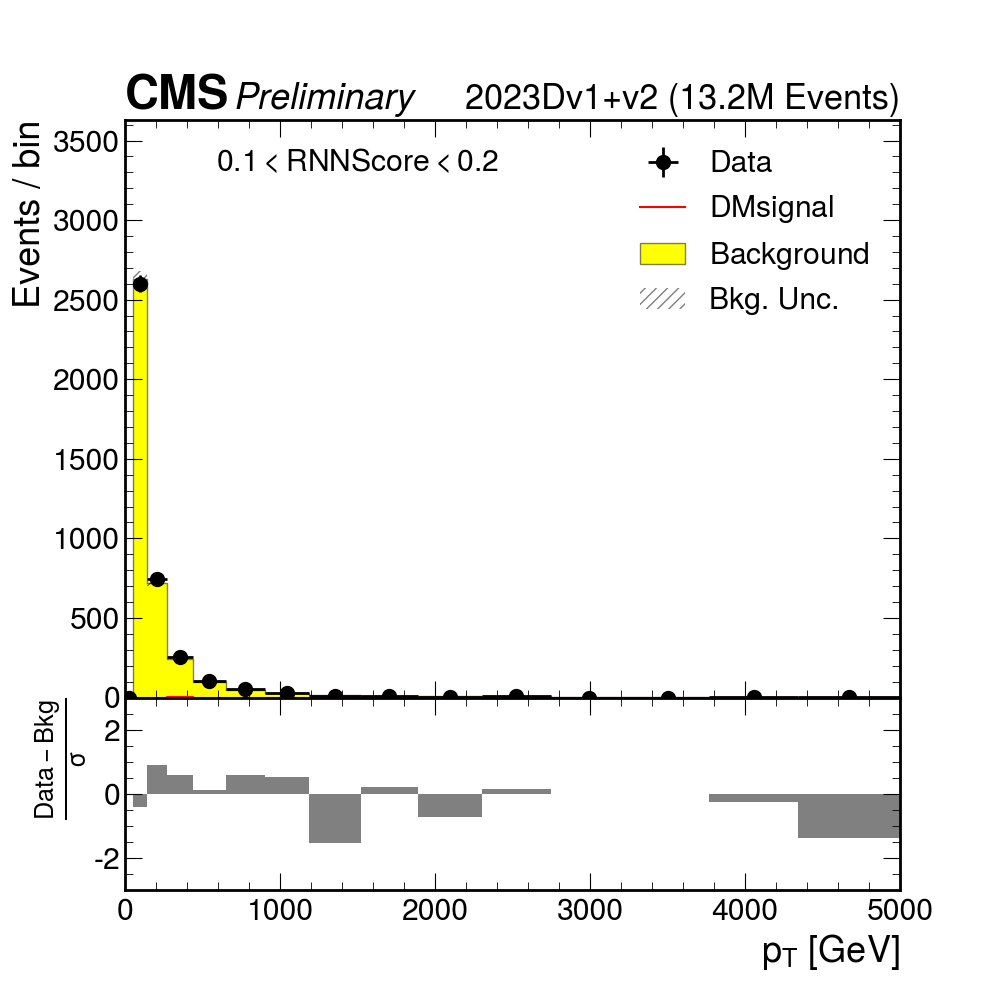 CMS Preliminary 2023Dv1+v2 (13.2M Events)
Events / bin
3500
3000
2500
2000
1500
1000
500
0
0.1 < RNNScore < 0.2
Data
DMsignal
Background
Bkg. Unc.
Data – Bkg
σ
2
0
-2
0 1000 2000 3000 4000 5000
pT [GeV]